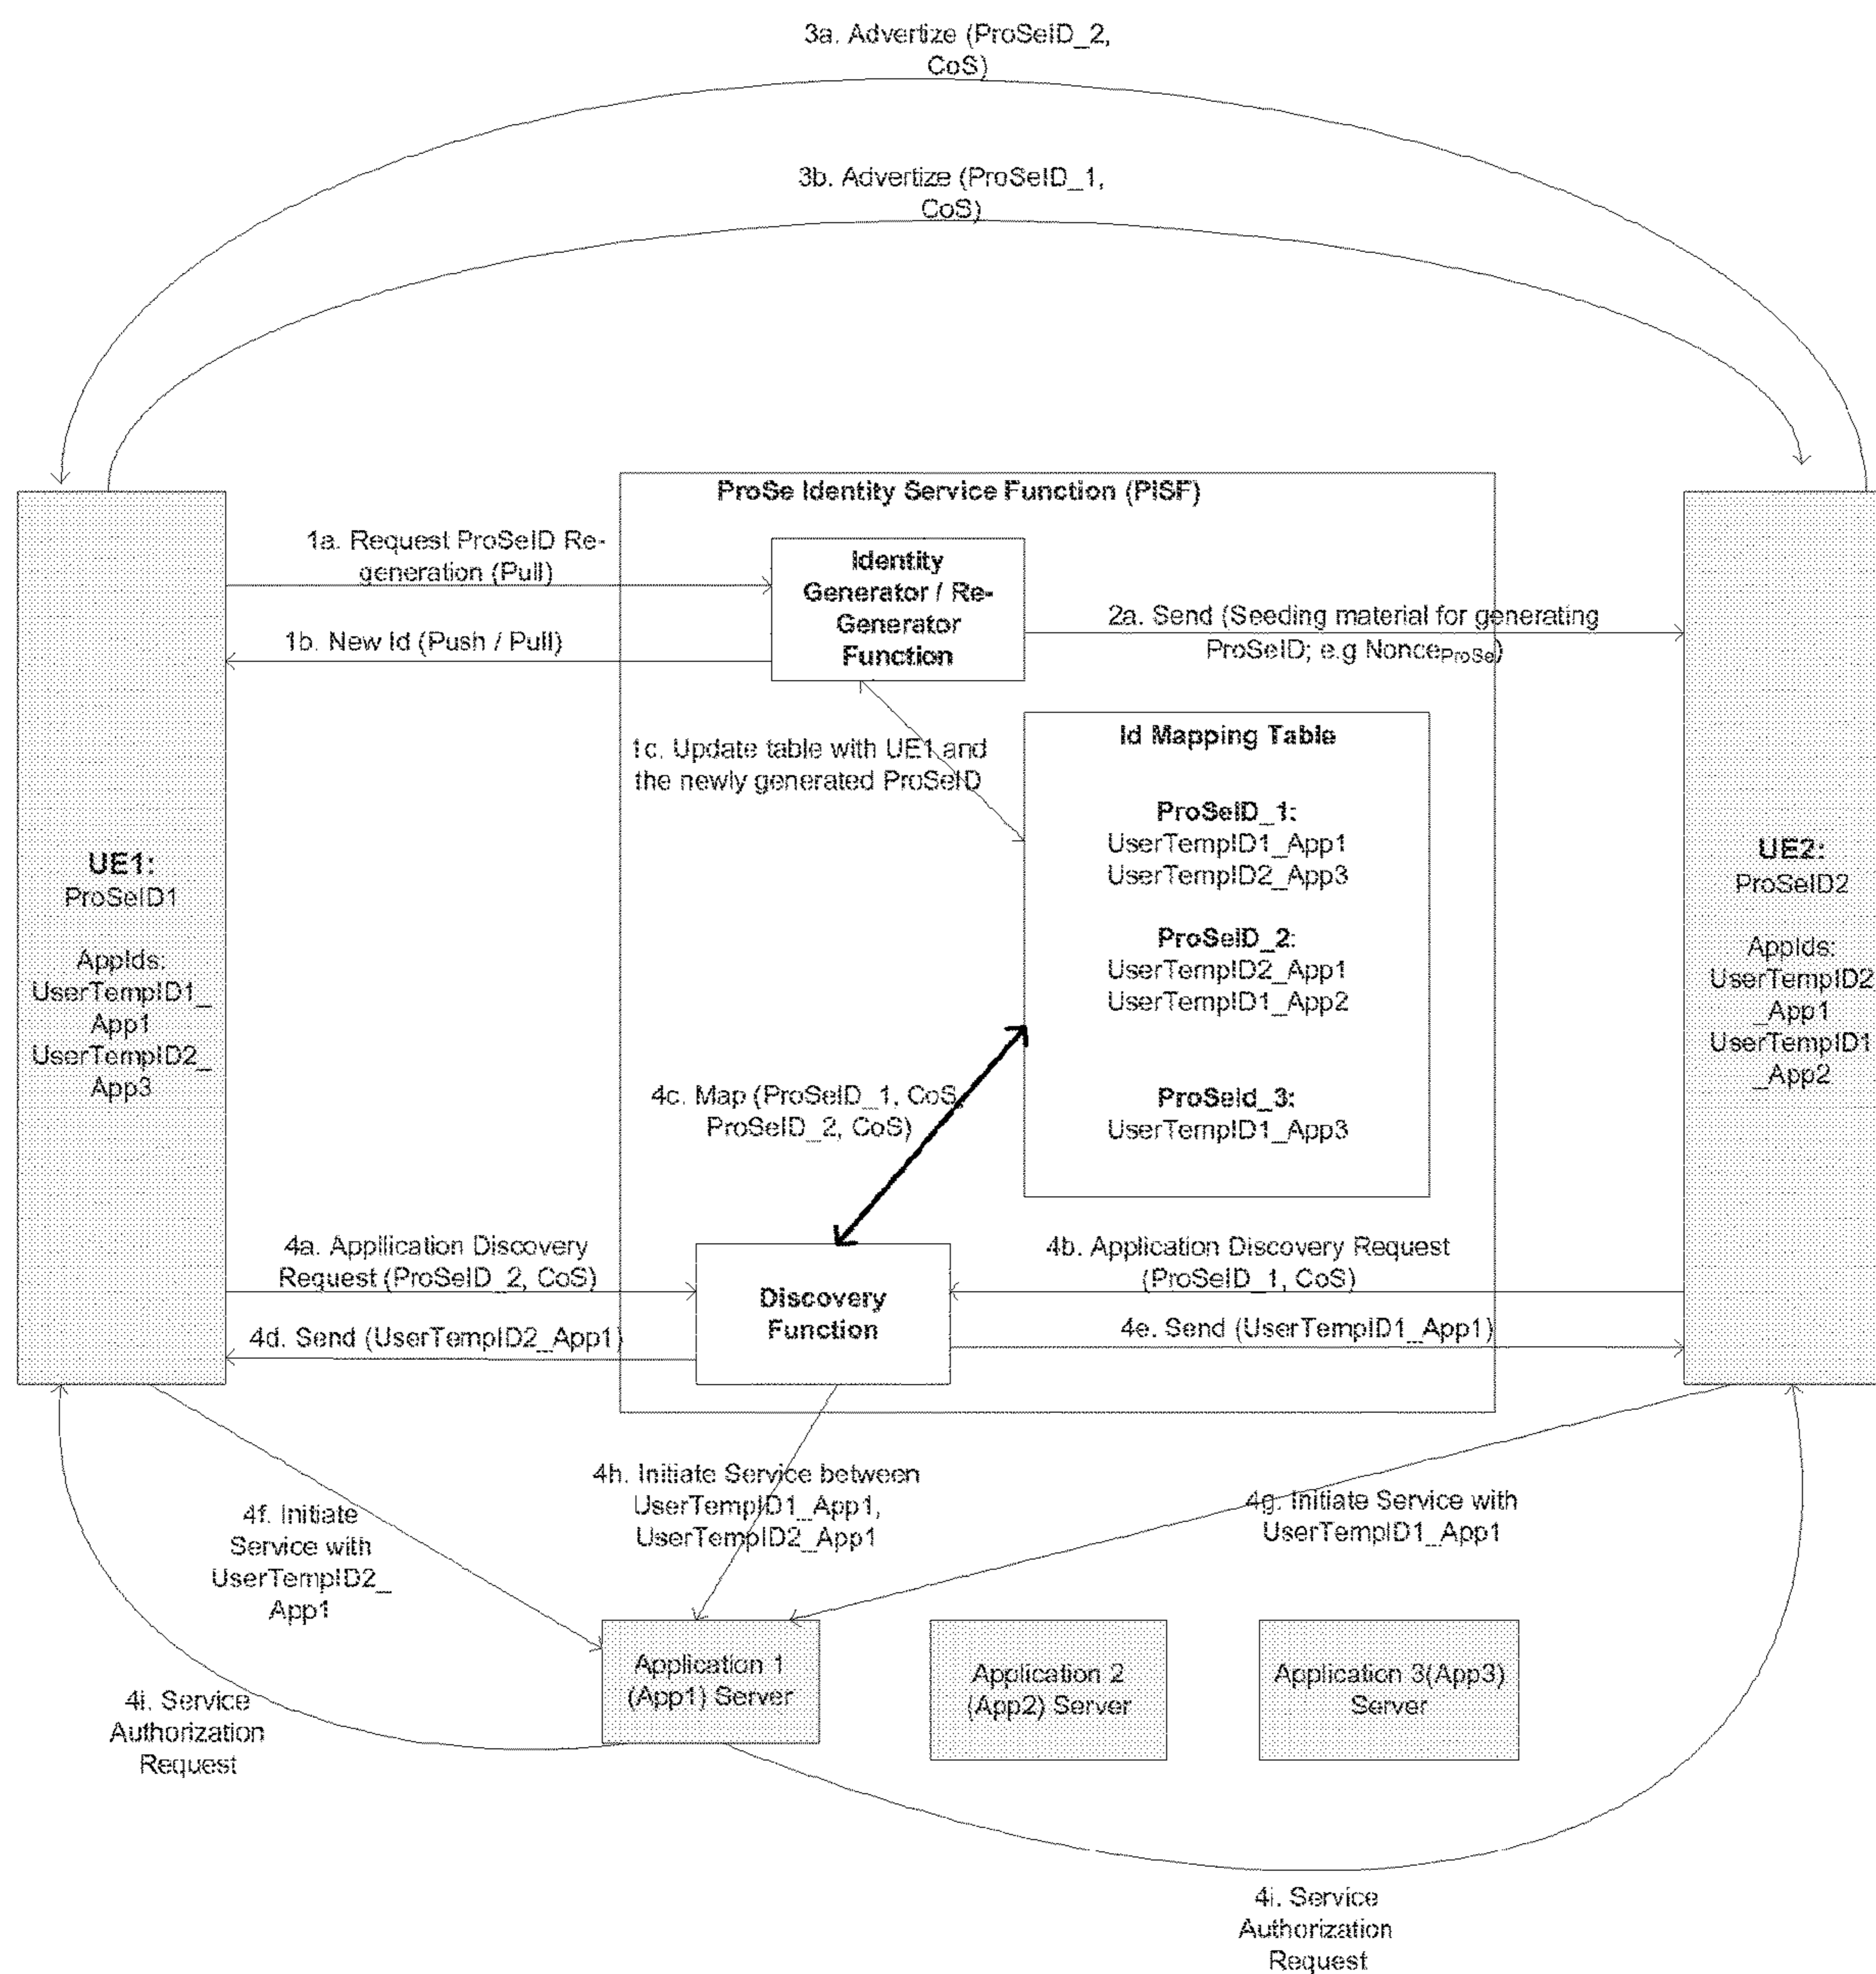 3a. Advertize (ProSeID_2,
CoS)
3b. Advertize (ProSeID_1,
CoS)
ProSe Identity Service Function (PISF)
1a. Request ProSeID Re-
generation (Pull)
Identity
Generator / Re-
Generator
Function
1b. New Id (Push / Pull)
2a. Send (Seeding material for generating
ProSeID; e.g Nonce_ProSe)
1c. Update table with UE1 and
the newly generated ProSeID
Id Mapping Table
ProSeID_1:
UserTempID1_App1
UserTempID2_App3
ProSeID_2:
UserTempID2_App1
UserTempID1_App2
ProSeId_3:
UserTempID1_App3
UE1:
ProSeID1
AppIds.
UserTempID1_
App1
UserTempID2_
App3
UE2:
ProSeID2
AppIds:
UserTempID2
_App1
UserTempID1
_App2
4c. Map (ProSeID_1, CoS,
ProSeID_2, CoS)
4a. Appllication Discovery
Request (ProSeID_2, CoS)
4b. Application Discovery Request
(ProSeID_1, CoS)
Discovery
Function
4d. Send (UserTempID2_App1)
4e. Send (UserTempID1_App1)
4h. Initiate Service between
UserTempID1_App1,
UserTempID2_App1
4f. Initiate
Service with
UserTempID2_
App1
4g. Initiate Service with
UserTempID1_App1
Application 1
(App1) Server
Application 2
(App2) Server
Application 3(App3)
Server
4i. Service
Authorization
Request
4i. Service
Authorization
Request